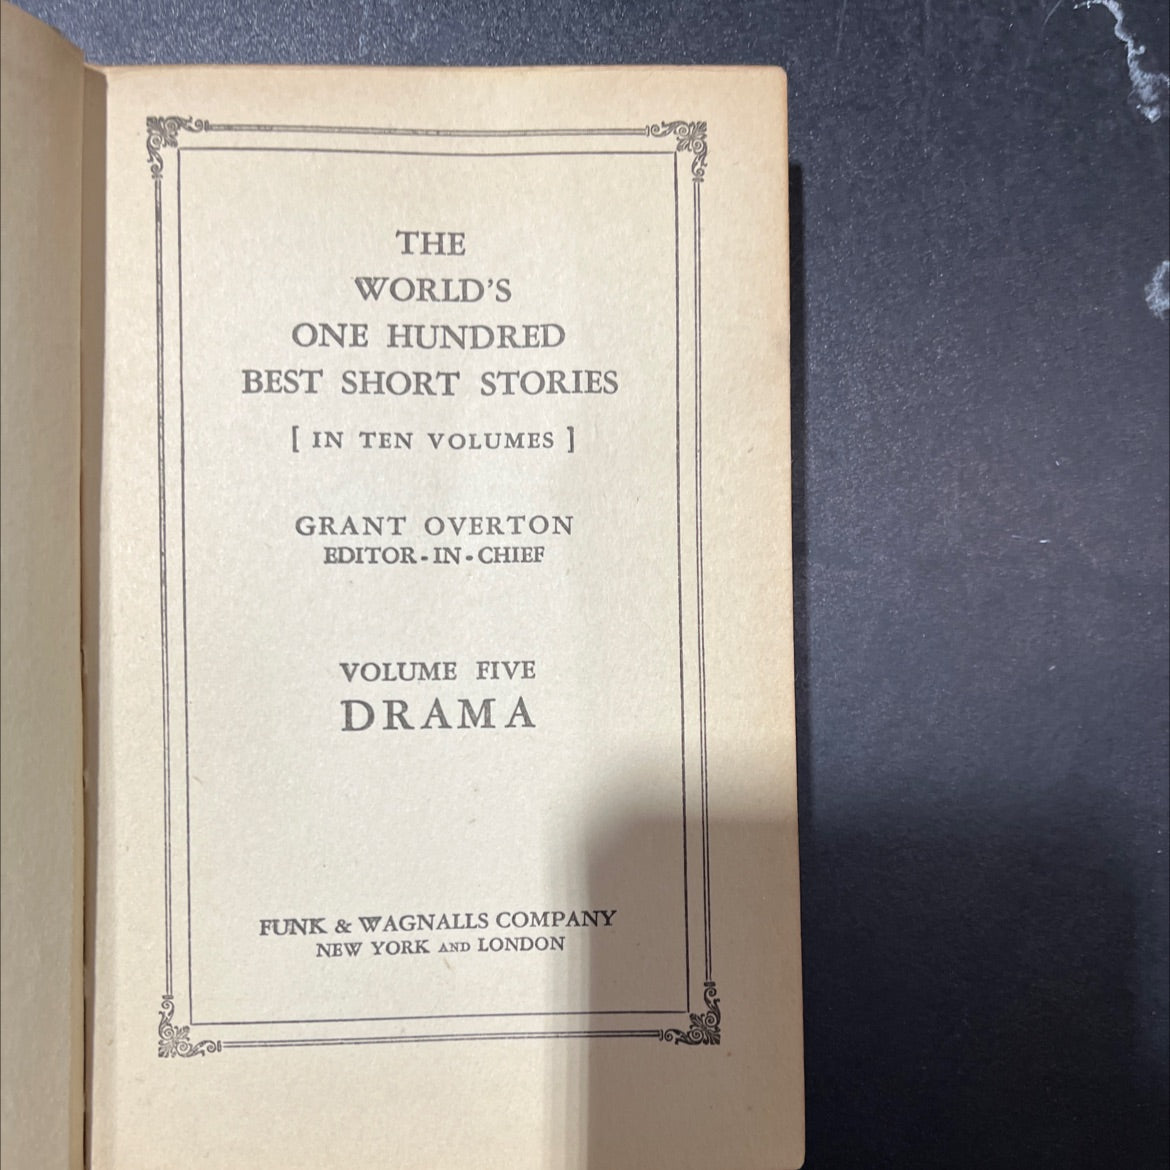 THE
WORLD'S
ONE HUNDRED
BEST SHORT STORIES
[ IN TEN VOLUMES ]
GRANT OVERTON
EDITOR-IN-CHIEF
VOLUME FIVE
DRAMA
FUNK & WAGNALLS COMPANY
NEW YORK AND LONDON